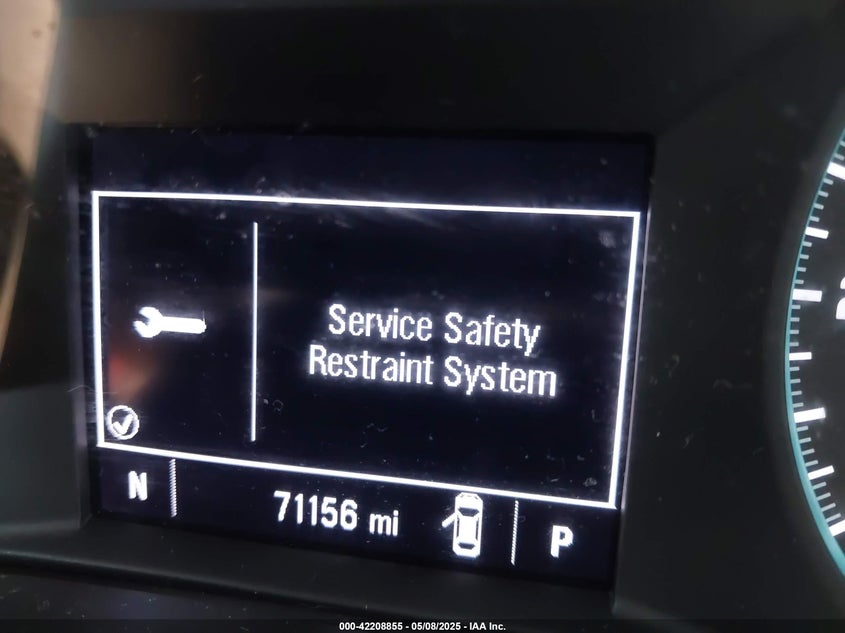 Service Safety
Restraint System
N 71156 mi P
000-42208855 - 05/08/2025 - IAA Inc.